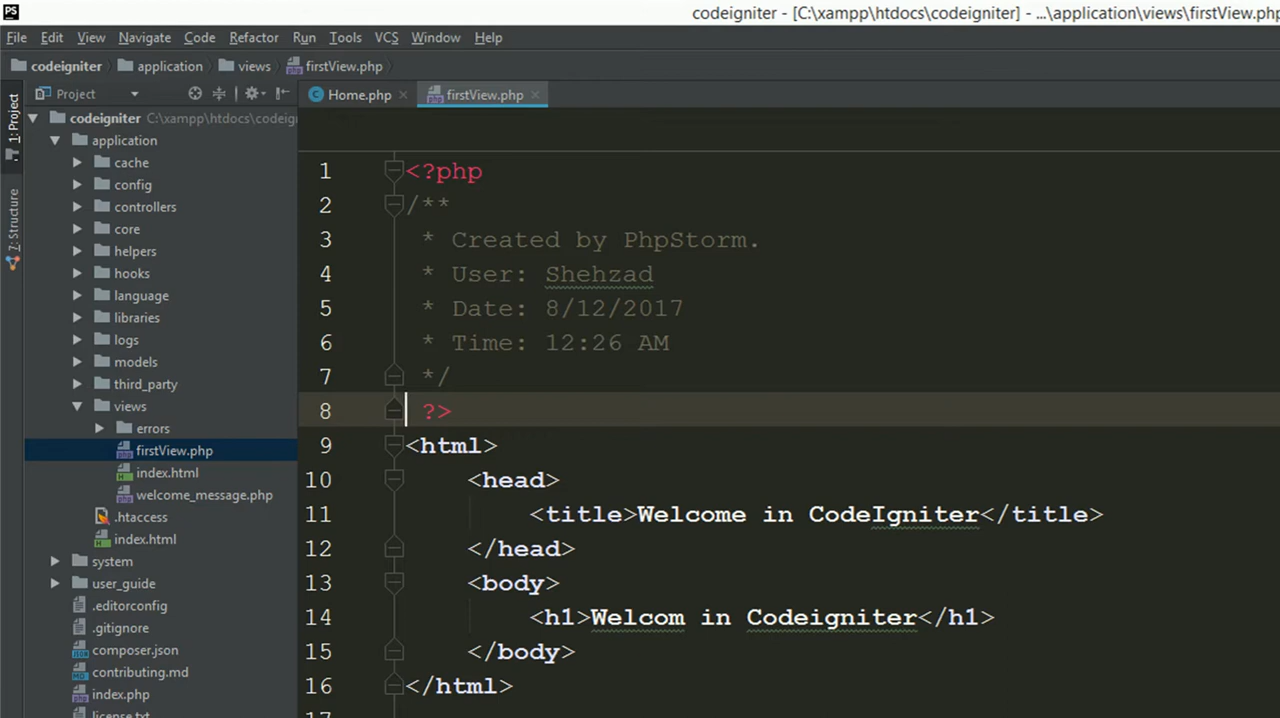 PS codeigniter - [C:\xampp\htdocs\codeigniter] - ...\application\views\firstView.php
File Edit View Navigate Code Refactor Run Tools VCS Window Help
codeigniter application views firstView.php
1: Project
7: Structure
Project
codeigniter C:\xampp\htdocs\codeig
application
cache
config
controllers
core
helpers
hooks
language
libraries
logs
models
third_party
views
errors
firstView.php
index.html
welcome_message.php
.htaccess
index.html
system
user_guide
.editorconfig
.gitignore
composer.json
contributing.md
index.php
license.txt
Home.php firstView.php
1 <?php
2 /**
3 * Created by PhpStorm.
4 * User: Shehzad
5 * Date: 8/12/2017
6 * Time: 12:26 AM
7 */
8 ?>
9 <html>
10 <head>
11 <title>Welcome in CodeIgniter</title>
12 </head>
13 <body>
14 <h1>Welcom in Codeigniter</h1>
15 </body>
16 </html>
17